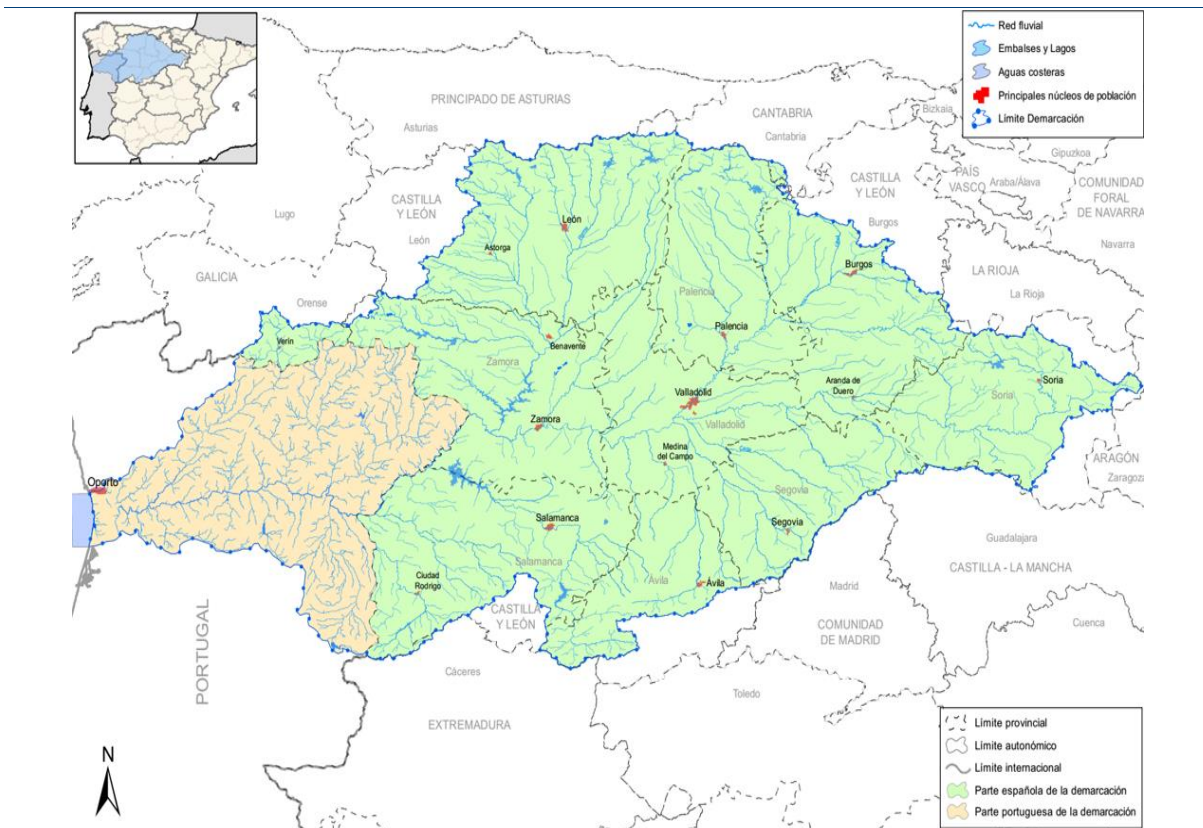 Red fluvial
Embalses y Lagos
Aguas costeras
Principales núcleos de población
Límite Demarcación
PRINCIPADO DE ASTURIAS
Asturias
CANTABRIA
Cantabria
Bizkaia
Gipuzkoa
PAÍS
VASCO
Araba/Álava
COMUNIDAD
FORAL
DE NAVARRA
Navarra
CASTILLA
Y LEÓN
León
CASTILLA
Y LEÓN
Burgos
Lugo
GALICIA
Orense
LA RIOJA
La Rioja
León
Astorga
Burgos
Palencia
Palencia
Verín
Benavente
Zamora
Valladolid
Valladolid
Aranda de
Duero
Soria
Soria
Zamora
Medina
del Campo
ARAGÓN
Zaragoza
Oporto
Segovia
Segovia
Salamanca
Salamanca
Ciudad
Rodrigo
Ávila
Ávila
CASTILLA
Y LEÓN
Guadalajara
CASTILLA - LA MANCHA
Madrid
COMUNIDAD
DE MADRID
Cuenca
PORTUGAL
Cáceres
Toledo
EXTREMADURA
N
Límite provincial
Límite autonómico
Límite internacional
Parte española de la demarcación
Parte portuguesa de la demarcación